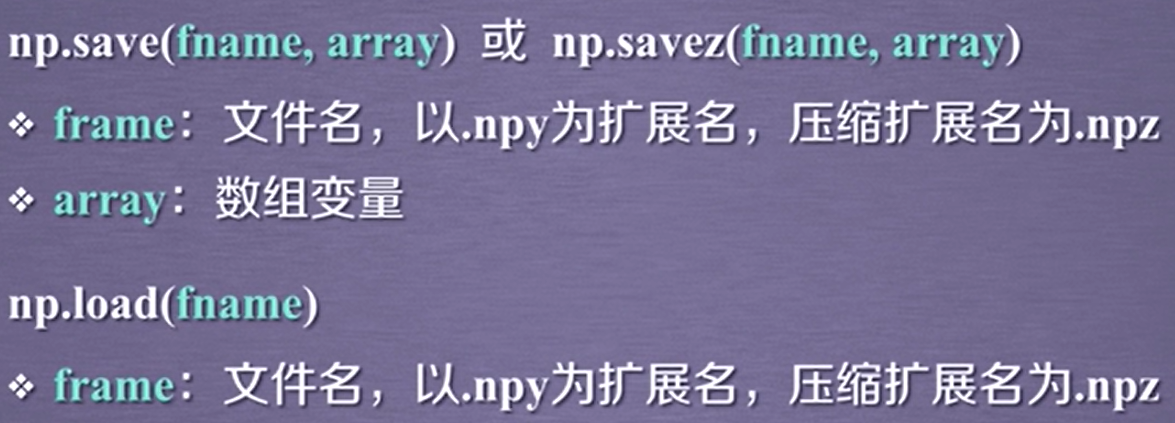 np.save(fname, array) 或 np.savez(fname, array)
❖ frame：文件名，以.npy为扩展名，压缩扩展名为.npz
❖ array：数组变量
np.load(fname)
❖ frame：文件名，以.npy为扩展名，压缩扩展名为.npz